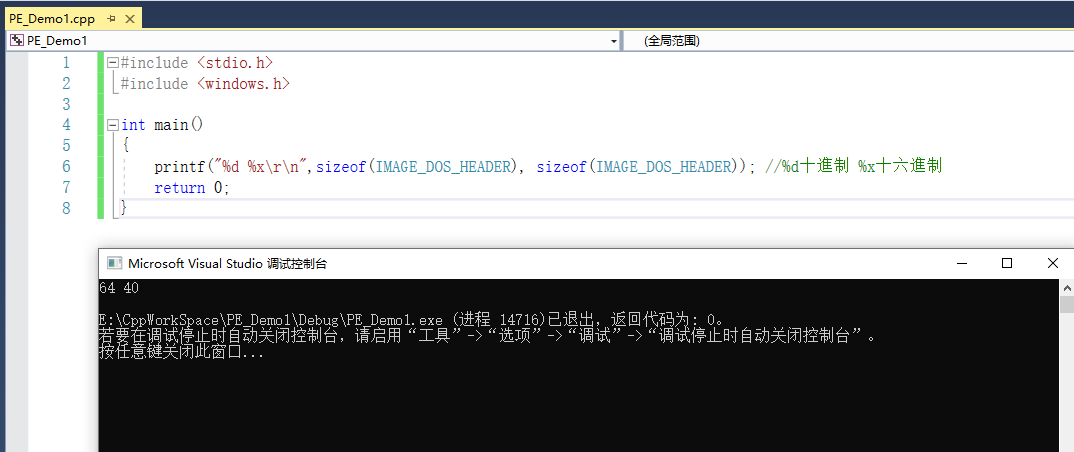 PE_Demo1.cpp
PE_Demo1
(全局范围)
1 #include <stdio.h>
2 #include <windows.h>
3
4 int main()
5 {
6 printf("%d %x\r\n",sizeof(IMAGE_DOS_HEADER), sizeof(IMAGE_DOS_HEADER)); //%d十進制 %x十六進制
7 return 0;
8 }
Microsoft Visual Studio 调试控制台
64 40
E:\CppWorkSpace\PE_Demo1\Debug\PE_Demo1.exe (进程 14716)已退出，返回代码为: 0。
若要在调试停止时自动关闭控制台，请启用“工具”->“选项”->“调试”->“调试停止时自动关闭控制台”。
按任意键关闭此窗口...